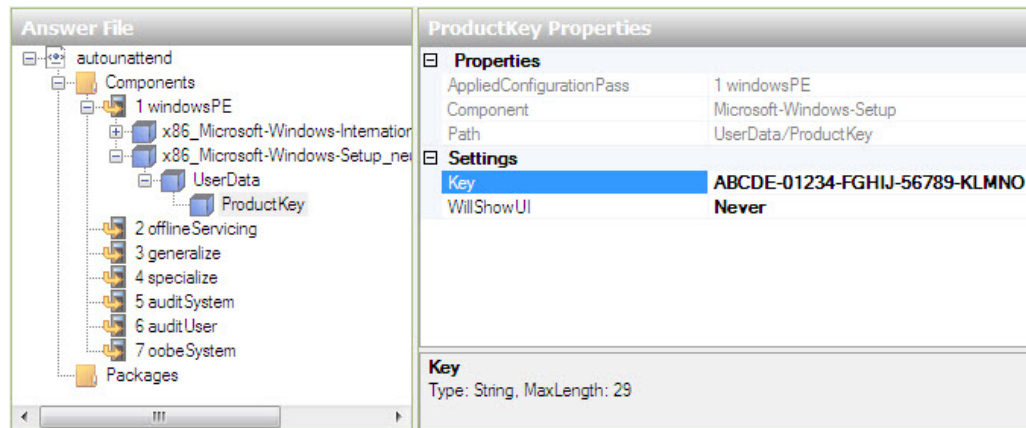 Answer File
autounattend
Components
1 windowsPE
x86_Microsoft-Windows-Internation
x86_Microsoft-Windows-Setup_neu
UserData
ProductKey
2 offlineServicing
3 generalize
4 specialize
5 auditSystem
6 auditUser
7 oobeSystem
Packages
ProductKey Properties
Properties
AppliedConfigurationPass 1 windowsPE
Component Microsoft-Windows-Setup
Path UserData/ProductKey
Settings
Key ABCDE-01234-FGHIJ-56789-KLMNO
WillShowUI Never
Key
Type: String, MaxLength: 29